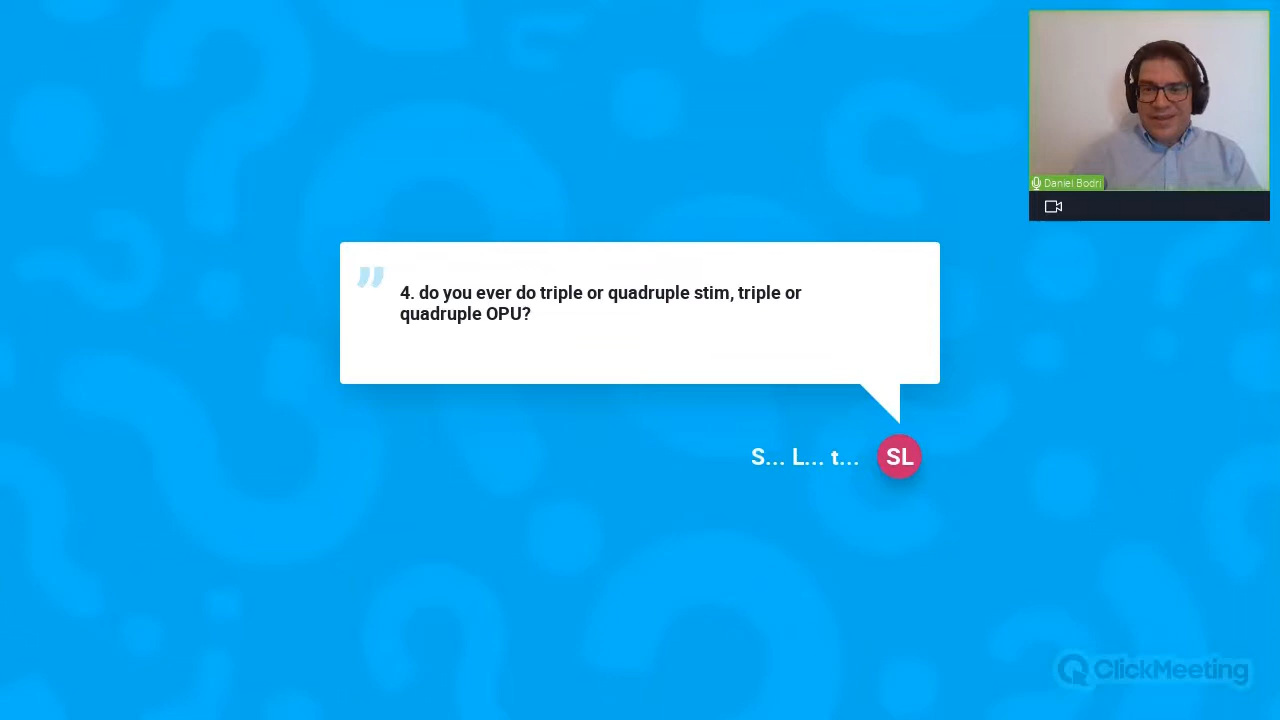 Daniel Bodri
”
4. do you ever do triple or quadruple stim, triple or
quadruple OPU?
S... L... t... SL
ClickMeeting